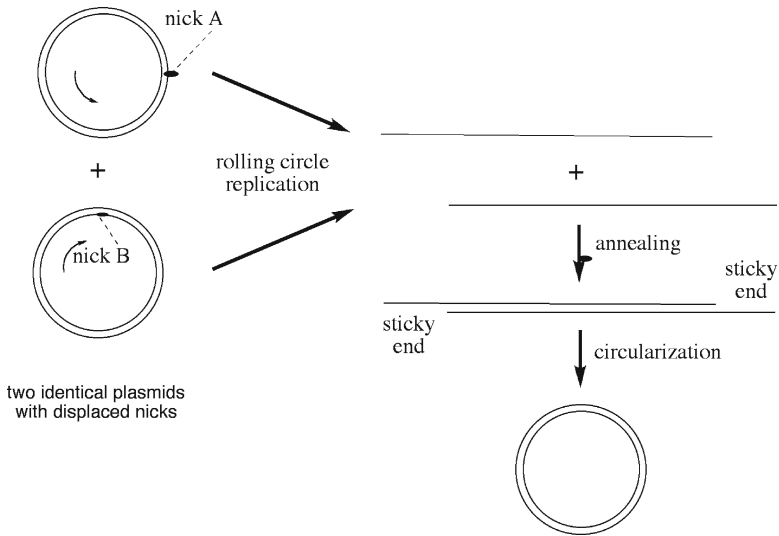 nick A
+
rolling circle
replication
+
nick B
annealing
sticky
end
sticky
end
circularization
two identical plasmids
with displaced nicks